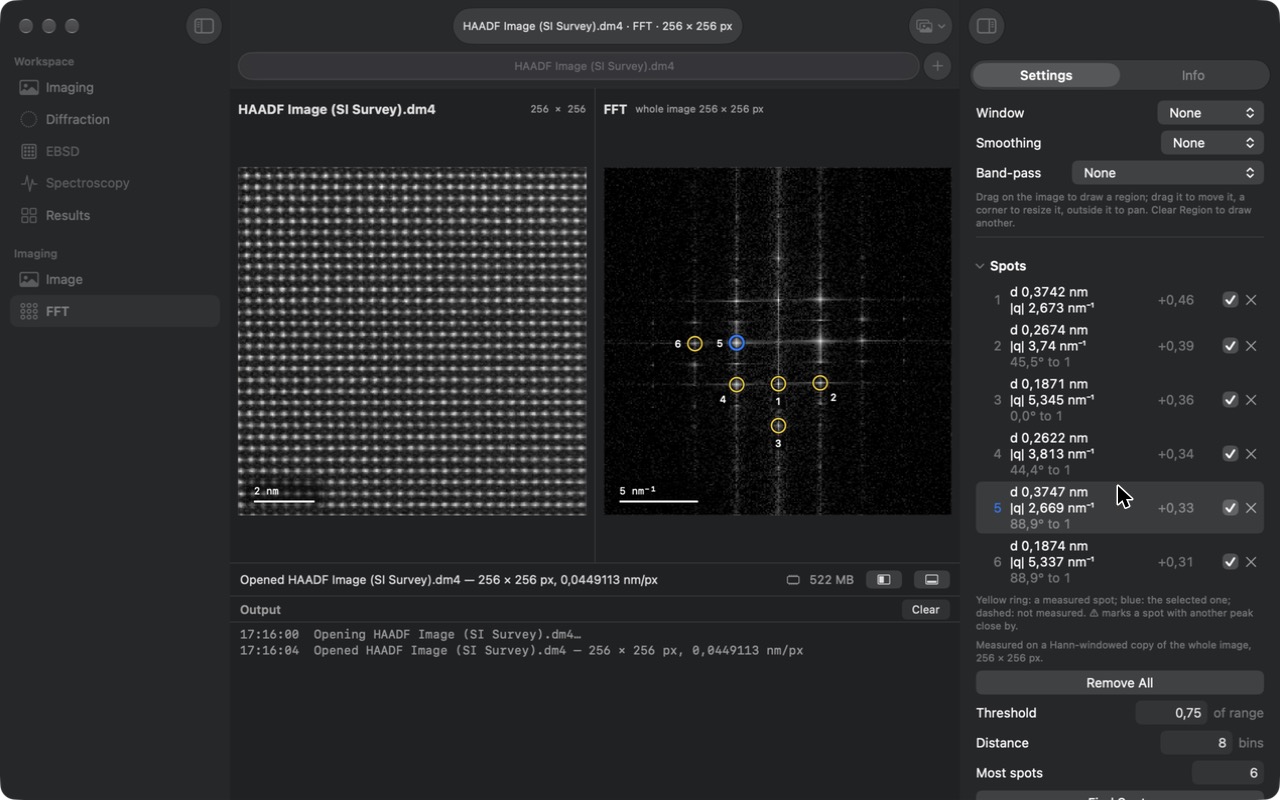 HAADF Image (SI Survey).dm4 · FFT · 256 × 256 px
HAADF Image (SI Survey).dm4
Workspace
Imaging
Diffraction
EBSD
Spectroscopy
Results
Imaging
Image
FFT
HAADF Image (SI Survey).dm4 256 × 256
2 nm
FFT whole image 256 × 256 px
6 5
4 1 2
3
5 nm⁻¹
Opened HAADF Image (SI Survey).dm4 — 256 × 256 px, 0,0449113 nm/px 522 MB
Output Clear
17:16:00 Opening HAADF Image (SI Survey).dm4…
17:16:04 Opened HAADF Image (SI Survey).dm4 — 256 × 256 px, 0,0449113 nm/px
Settings Info
Window None
Smoothing None
Band-pass None
Drag on the image to draw a region; drag it to move it, a
corner to resize it, outside it to pan. Clear Region to draw
another.
Spots
d 0,3742 nm
1 |q| 2,673 nm⁻¹ +0,46
d 0,2674 nm
2 |q| 3,74 nm⁻¹ +0,39
45,5° to 1
d 0,1871 nm
3 |q| 5,345 nm⁻¹ +0,36
0,0° to 1
d 0,2622 nm
4 |q| 3,813 nm⁻¹ +0,34
44,4° to 1
d 0,3747 nm
5 |q| 2,669 nm⁻¹ +0,33
88,9° to 1
d 0,1874 nm
6 |q| 5,337 nm⁻¹ +0,31
88,9° to 1
Yellow ring: a measured spot; blue: the selected one;
dashed: not measured. ⚠ marks a spot with another peak
close by.
Measured on a Hann-windowed copy of the whole image,
256 × 256 px.
Remove All
Threshold 0,75 of range
Distance 8 bins
Most spots 6